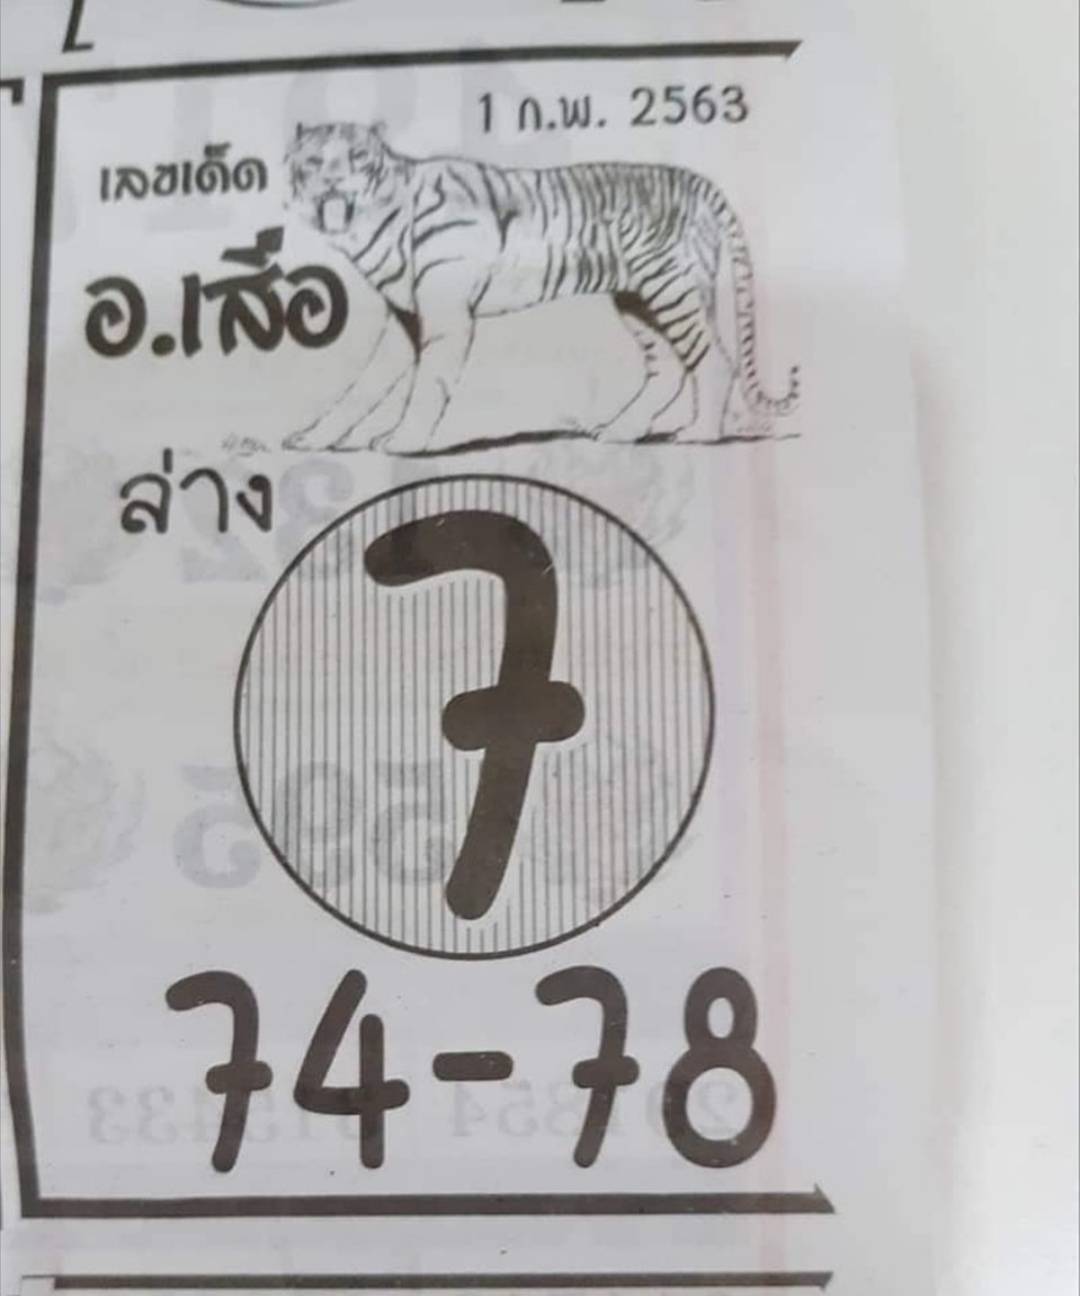 1 ก.พ. 2563
เลขเด็ด
อ.เสือ
ล่าง
7
74-78